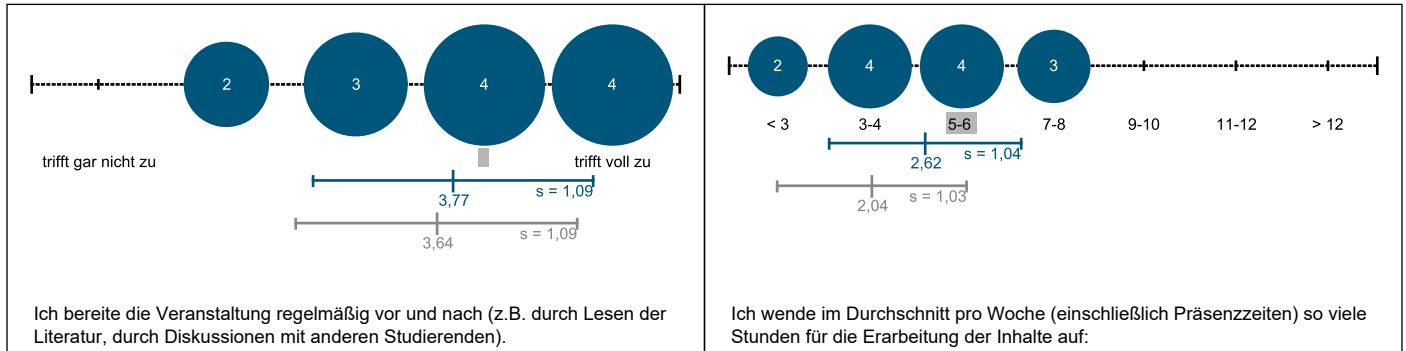 2
3
4
4
trifft gar nicht zu
trifft voll zu
s = 1,09
3,77
s = 1,09
3,64
Ich bereite die Veranstaltung regelmäßig vor und nach (z.B. durch Lesen der
Literatur, durch Diskussionen mit anderen Studierenden).
2
4
4
3
< 3
3-4
5-6
7-8
9-10
11-12
> 12
s = 1,04
2,62
s = 1,03
2,04
Ich wende im Durchschnitt pro Woche (einschließlich Präsenzzeiten) so viele
Stunden für die Erarbeitung der Inhalte auf: